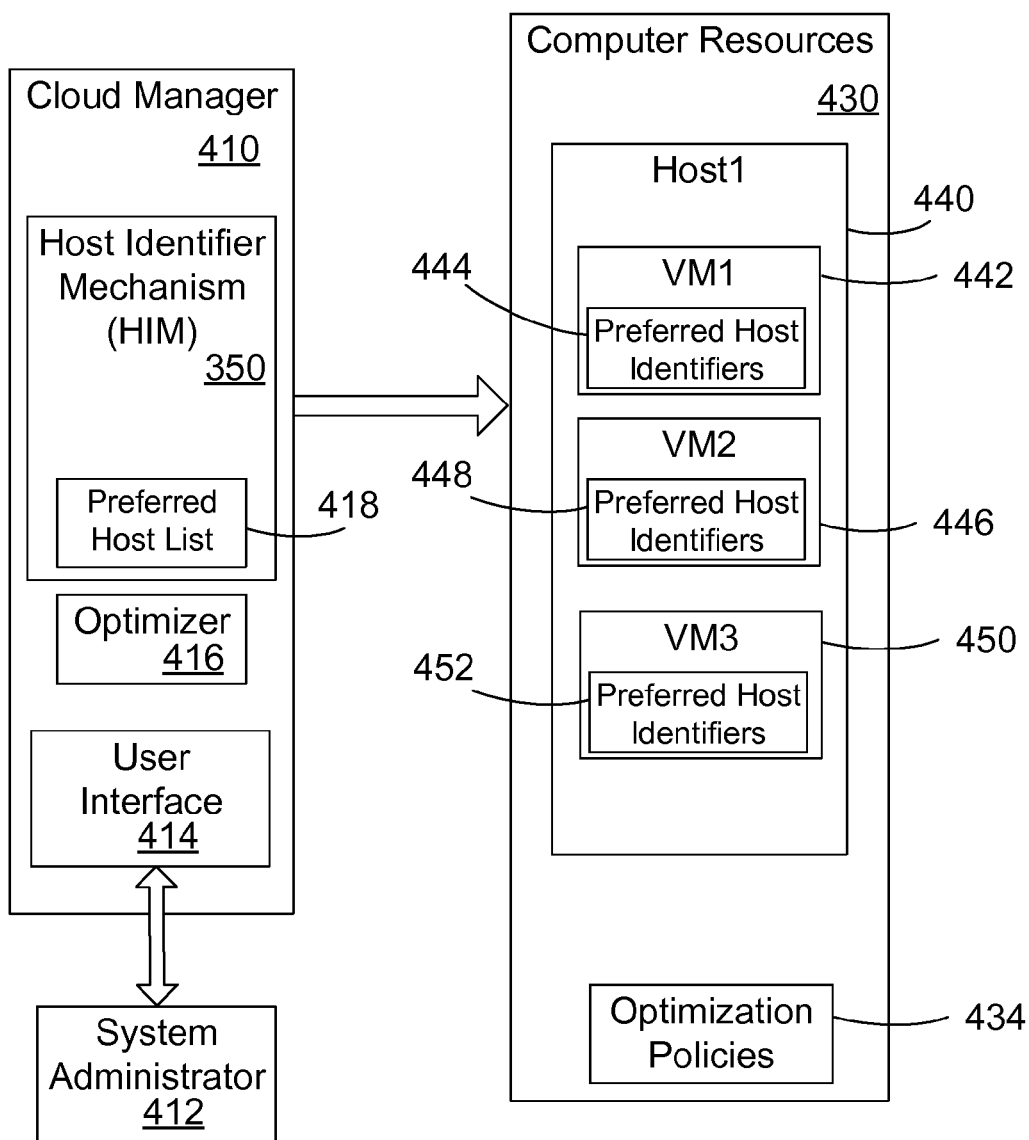 Cloud Manager
410
Host Identifier
Mechanism
(HIM)
350
Preferred
Host List
418
Optimizer
416
User
Interface
414
System
Administrator
412
Computer Resources
430
Host1
440
VM1
442
444
Preferred Host
Identifiers
VM2
446
448
Preferred Host
Identifiers
VM3
450
452
Preferred Host
Identifiers
Optimization
Policies
434